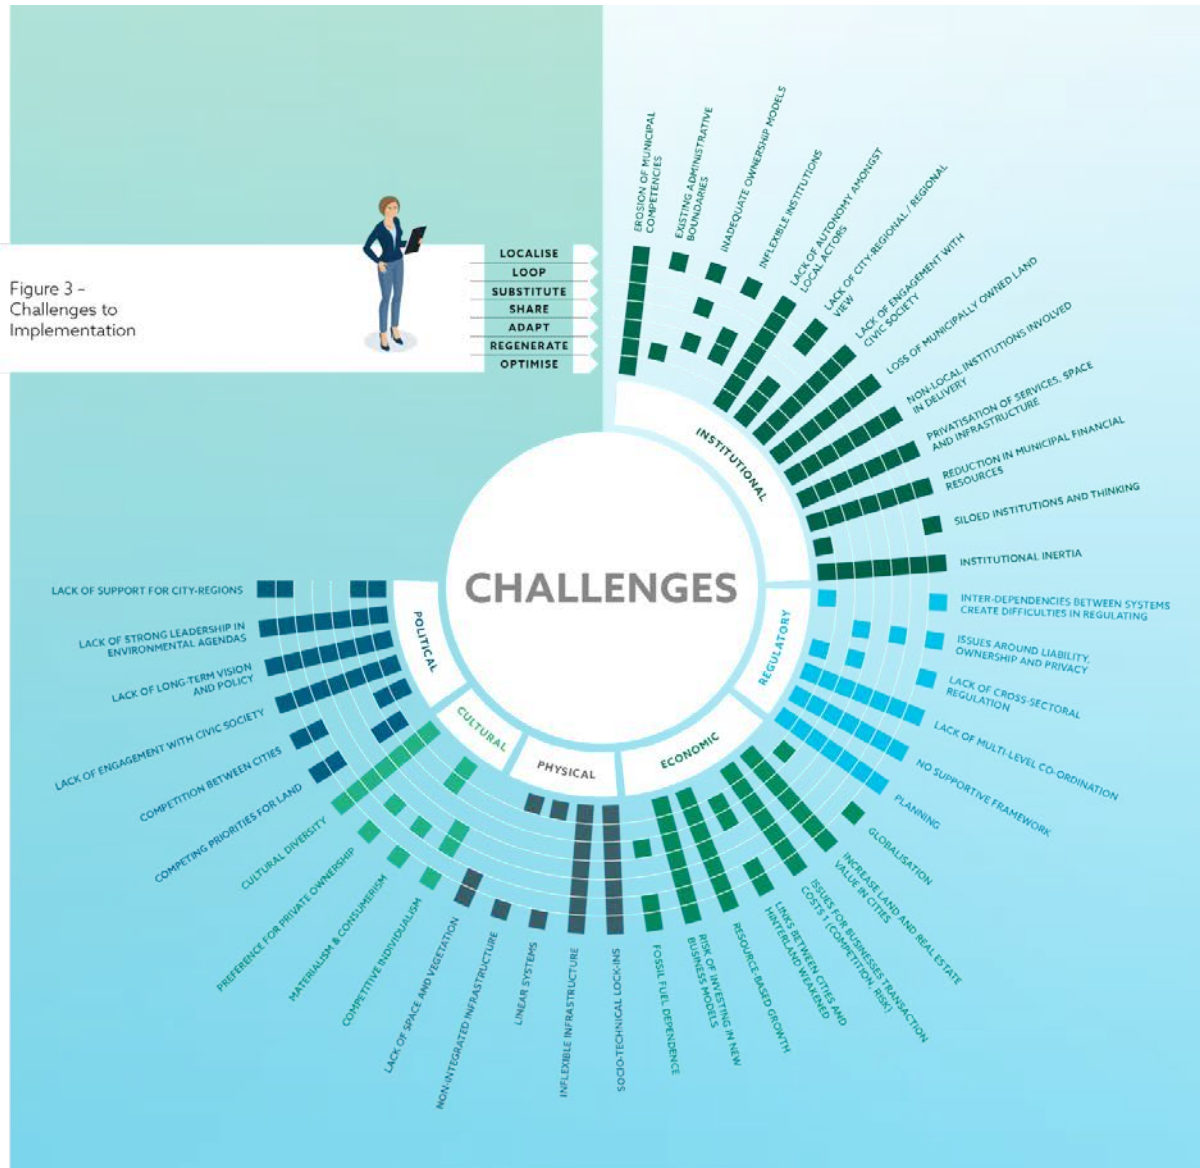 Figure 3 –
Challenges to
Implementation
LOCALISE
LOOP
SUBSTITUTE
SHARE
ADAPT
REGENERATE
OPTIMISE
CHALLENGES
INSTITUTIONAL
EROSION OF MUNICIPAL
COMPETENCIES
EXISTING ADMINISTRATIVE
BOUNDARIES
INADEQUATE OWNERSHIP MODELS
INFLEXIBLE INSTITUTIONS
LACK OF AUTONOMY AMONGST
LOCAL ACTORS
LACK OF CITY-REGIONAL / REGIONAL
VIEW
LACK OF ENGAGEMENT WITH
CIVIC SOCIETY
LOSS OF MUNICIPALLY OWNED LAND
NON-LOCAL INSTITUTIONS INVOLVED
IN DELIVERY
PRIVATISATION OF SERVICES, SPACE
AND INFRASTRUCTURE
REDUCTION IN MUNICIPAL FINANCIAL
RESOURCES
SILOED INSTITUTIONS AND THINKING
INSTITUTIONAL INERTIA
REGULATORY
INTER-DEPENDENCIES BETWEEN SYSTEMS
CREATE DIFFICULTIES IN REGULATING
ISSUES AROUND LIABILITY,
OWNERSHIP AND PRIVACY
LACK OF CROSS-SECTORAL
REGULATION
LACK OF MULTI-LEVEL CO-ORDINATION
NO SUPPORTIVE FRAMEWORK
PLANNING
ECONOMIC
GLOBALISATION
INCREASE LAND AND REAL ESTATE
VALUE IN CITIES
ISSUES FOR BUSINESSES TRANSACTION
COSTS 1 (COMPETITION, RISK)
LINKS BETWEEN CITIES AND
HINTERLAND WEAKENED
RESOURCE-BASED GROWTH
RISK OF INVESTING IN NEW
BUSINESS MODELS
FOSSIL FUEL DEPENDENCE
PHYSICAL
SOCIO-TECHNICAL LOCK-INS
INFLEXIBLE INFRASTRUCTURE
LINEAR SYSTEMS
NON-INTEGRATED INFRASTRUCTURE
LACK OF SPACE AND VEGETATION
CULTURAL
COMPETITIVE INDIVIDUALISM
MATERIALISM & CONSUMERISM
PREFERENCE FOR PRIVATE OWNERSHIP
CULTURAL DIVERSITY
POLITICAL
COMPETING PRIORITIES FOR LAND
COMPETITION BETWEEN CITIES
LACK OF ENGAGEMENT WITH CIVIC SOCIETY
LACK OF LONG-TERM VISION
AND POLICY
LACK OF STRONG LEADERSHIP IN
ENVIRONMENTAL AGENDAS
LACK OF SUPPORT FOR CITY-REGIONS